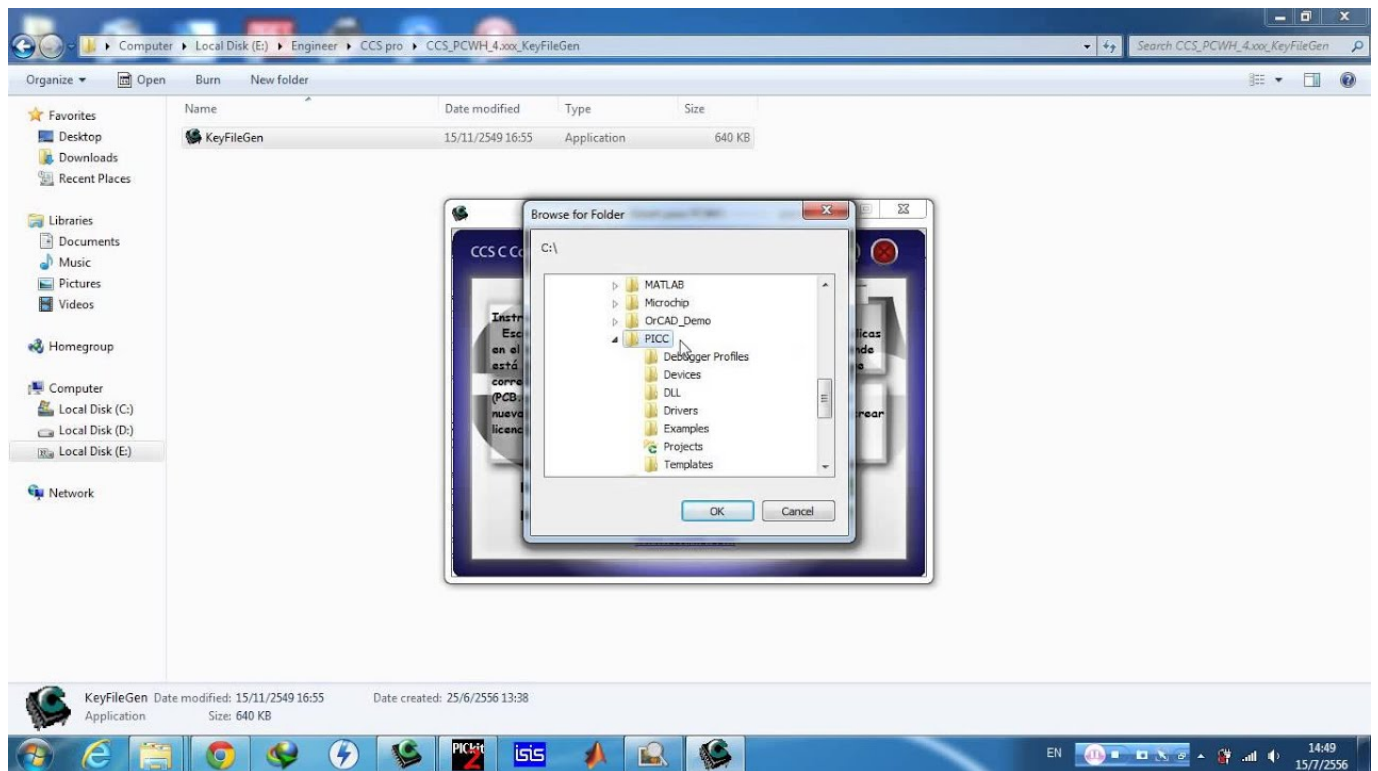 Computer ▸ Local Disk (E:) ▸ Engineer ▸ CCS pro ▸ CCS_PCWH_4.xxx_KeyFileGen
Search CCS_PCWH_4.xxx_KeyFileGen
Organize Open Burn New folder
Favorites
Desktop
Downloads
Recent Places
Libraries
Documents
Music
Pictures
Videos
Homegroup
Computer
Local Disk (C:)
Local Disk (D:)
Local Disk (E:)
Network
Name Date modified Type Size
KeyFileGen 15/11/2549 16:55 Application 640 KB
CCS C
Instr
Esc
en el
está
corre
(PCB.
nueva
licenc
licas
nde
crear
Browse for Folder
C:\
MATLAB
Microchip
OrCAD_Demo
PICC
Debugger Profiles
Devices
DLL
Drivers
Examples
Projects
Templates
OK Cancel
KeyFileGen Date modified: 15/11/2549 16:55 Date created: 25/6/2556 13:38
Application Size: 640 KB
PICkit 2
isis
EN
14:49
15/7/2556